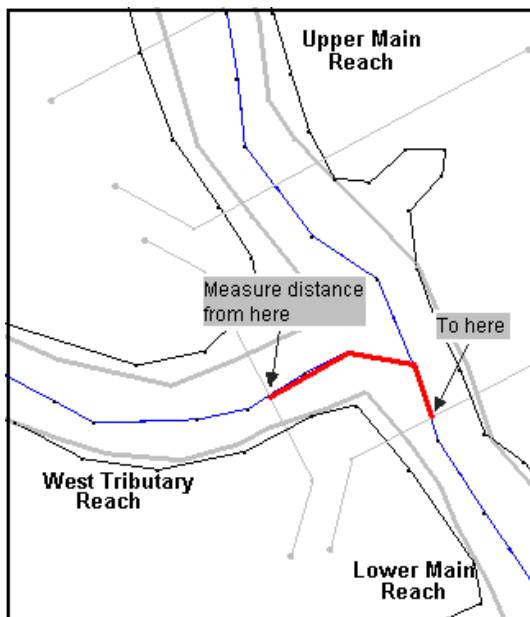 Upper Main
Reach
Measure distance
from here
To here
West Tributary
Reach
Lower Main
Reach